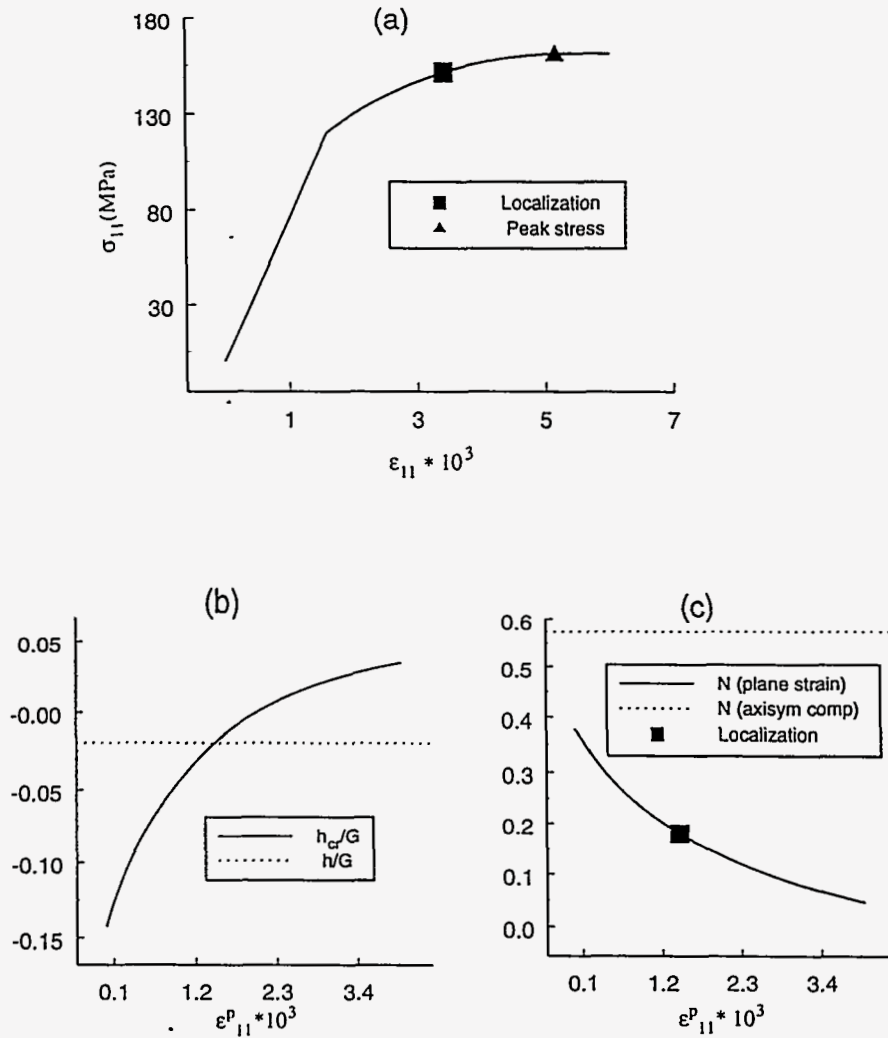 (a)
180
130
80
30
σ₁₁(MPa)
Localization
Peak stress
1 3 5 7
ε₁₁ * 10³
(b)
0.05
-0.00
-0.05
-0.10
-0.15
h_cr/G
h/G
0.1 1.2 2.3 3.4
εᵖ₁₁*10³
(c)
0.6
0.5
0.4
0.3
0.2
0.1
0.0
N (plane strain)
N (axisym comp)
Localization
0.1 1.2 2.3 3.4
εᵖ₁₁*10³